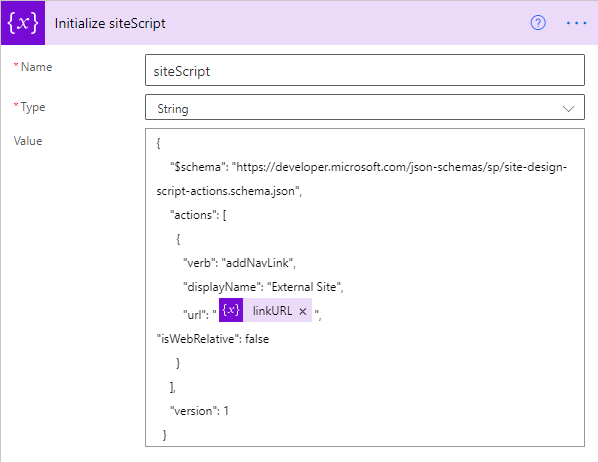 {x} Initialize siteScript ? ...
* Name siteScript
* Type String
Value {
"$schema": "https://developer.microsoft.com/json-schemas/sp/site-design-
script-actions.schema.json",
"actions": [
{
"verb": "addNavLink",
"displayName": "External Site",
"url": " {x} linkURL × ",
"isWebRelative": false
}
],
"version": 1
}